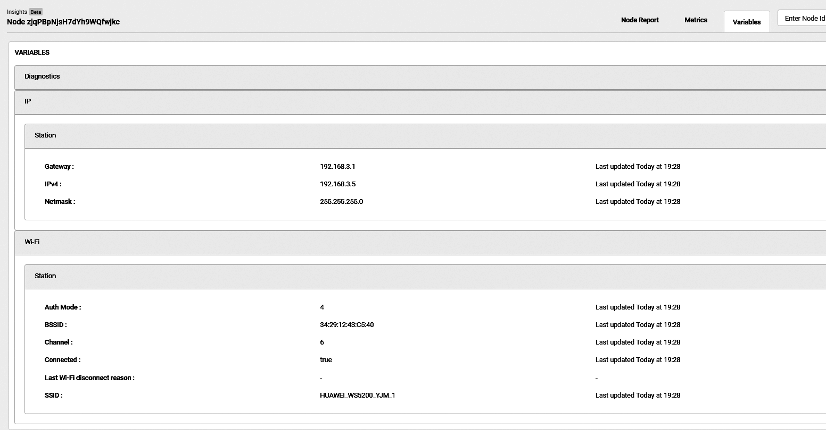 Insights Beta
Node zjqPBpNjsH7dYh9WQfwjkc
Node Report Metrics Variables Enter Node Id
VARIABLES
Diagnostics
IP
Station
Gateway : 192.168.3.1 Last updated Today at 19:28
IPv4 : 192.168.3.5 Last updated Today at 19:28
Netmask : 255.255.255.0 Last updated Today at 19:28
Wi-Fi
Station
Auth Mode : 4 Last updated Today at 19:28
BSSID : 34:29:12:43:C5:40 Last updated Today at 19:28
Channel : 6 Last updated Today at 19:28
Connected : true Last updated Today at 19:28
Last Wi-Fi disconnect reason : - -
SSID : HUAWEI_WS5200_YJM_1 Last updated Today at 19:28